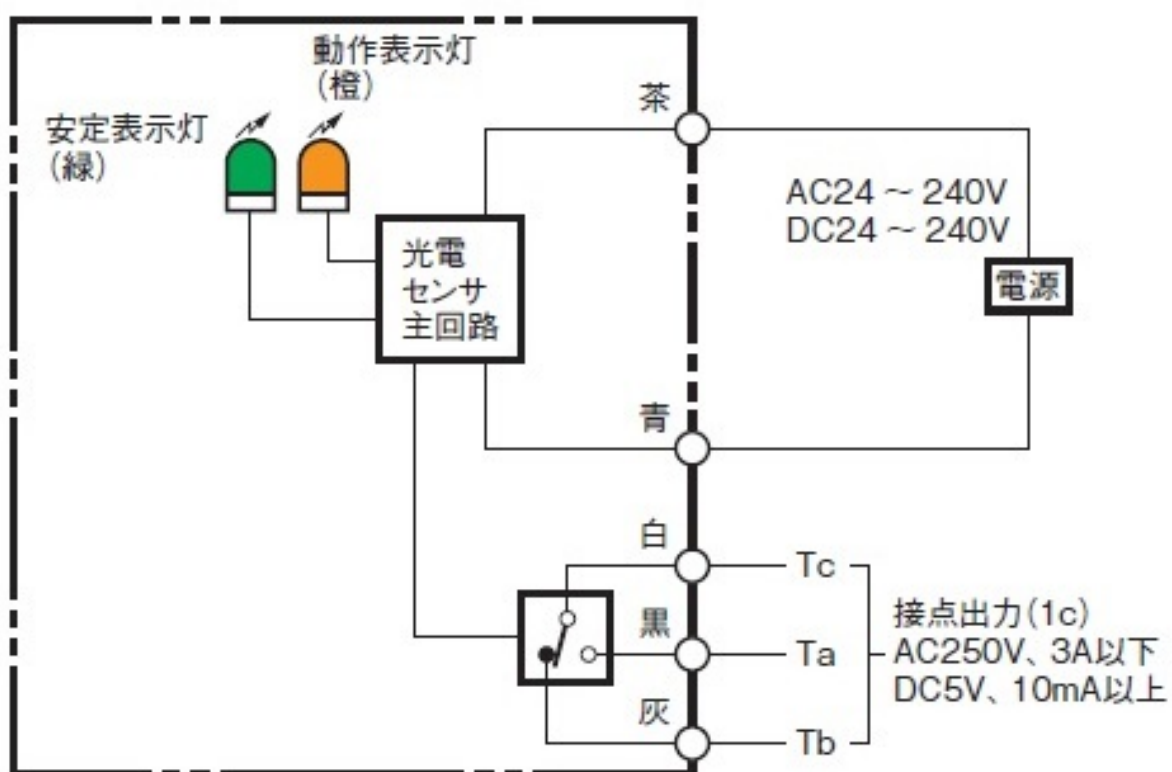 動作表示灯
(橙)
安定表示灯
(緑)
茶
AC24 ~ 240V
DC24 ~ 240V
光電
センサ
主回路
電源
青
白
Tc
黒
Ta
接点出力(1c)
AC250V、3A以下
DC5V、10mA以上
灰
Tb